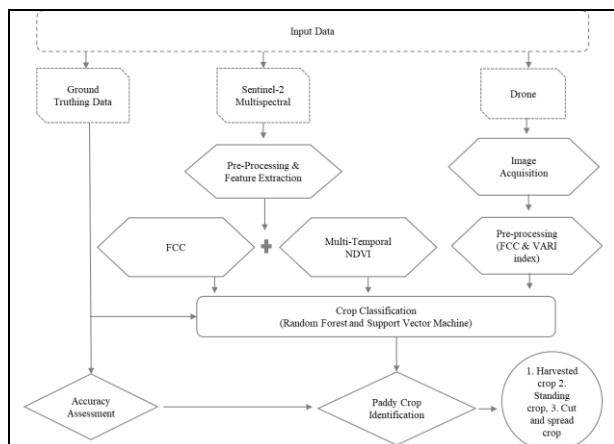 Input Data
Ground
Truthing Data
Sentinel-2
Multispectral
Drone
Pre-Processing &
Feature Extraction
Image
Acquisition
FCC
Multi-Temporal
NDVI
Pre-processing
(FCC & VARI
index)
Crop Classification
(Random Forest and Support Vector Machine)
Accuracy
Assessment
Paddy Crop
Identification
1. Harvested
crop 2.
Standing
crop, 3. Cut
and spread
crop